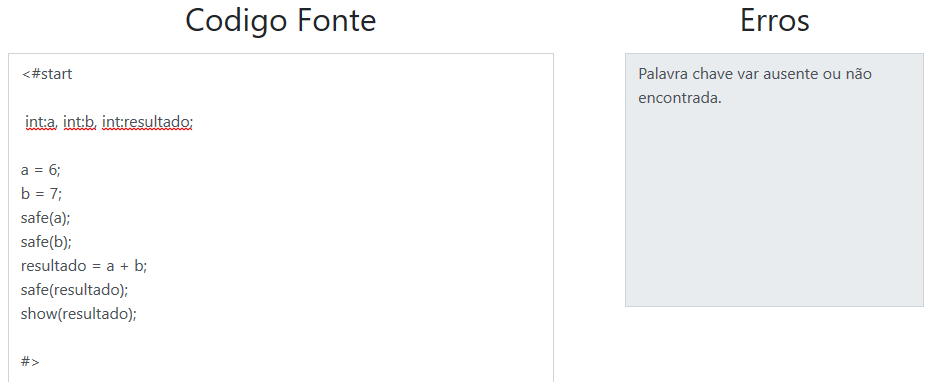 Codigo Fonte
<#start
int:a, int:b, int:resultado;
a = 6;
b = 7;
safe(a);
safe(b);
resultado = a + b;
safe(resultado);
show(resultado);
#>
Erros
Palavra chave var ausente ou não
encontrada.